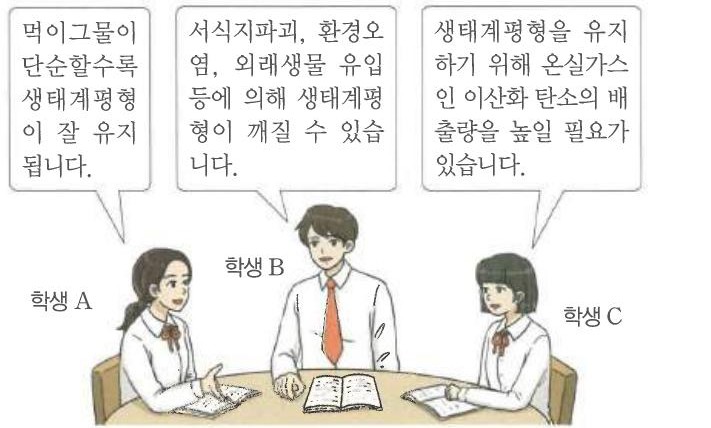 먹이그물이
단순할수록
생태계평형
이 잘 유지
됩니다.
서식지파괴, 환경오
염, 외래생물 유입
등에 의해 생태계평
형이 깨질 수 있습
니다.
생태계평형을 유지
하기 위해 온실가스
인 이산화 탄소의 배
출량을 높일 필요가
있습니다.
학생 A
학생 B
학생 C